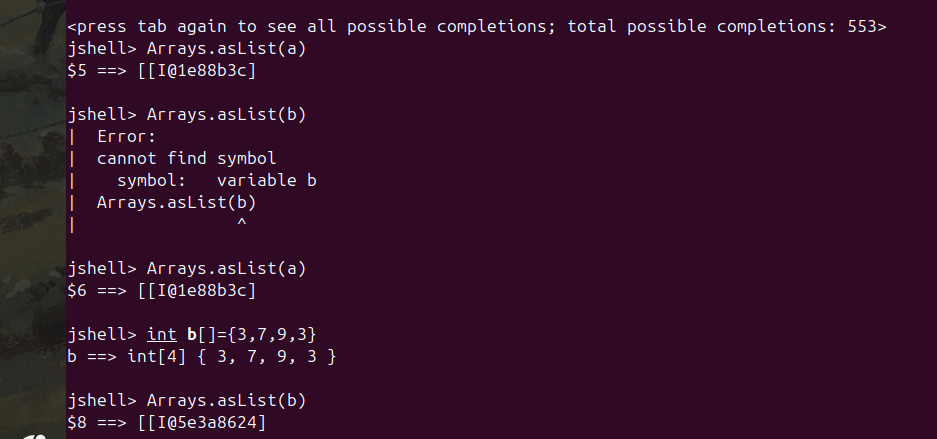 <press tab again to see all possible completions; total possible completions: 553>
jshell> Arrays.asList(a)
$5 ==> [[I@1e88b3c]
jshell> Arrays.asList(b)
|  Error:
|  cannot find symbol
|    symbol:   variable b
|  Arrays.asList(b)
|                ^
jshell> Arrays.asList(a)
$6 ==> [[I@1e88b3c]
jshell> int b[]={3,7,9,3}
b ==> int[4] { 3, 7, 9, 3 }
jshell> Arrays.asList(b)
$8 ==> [[I@5e3a8624]